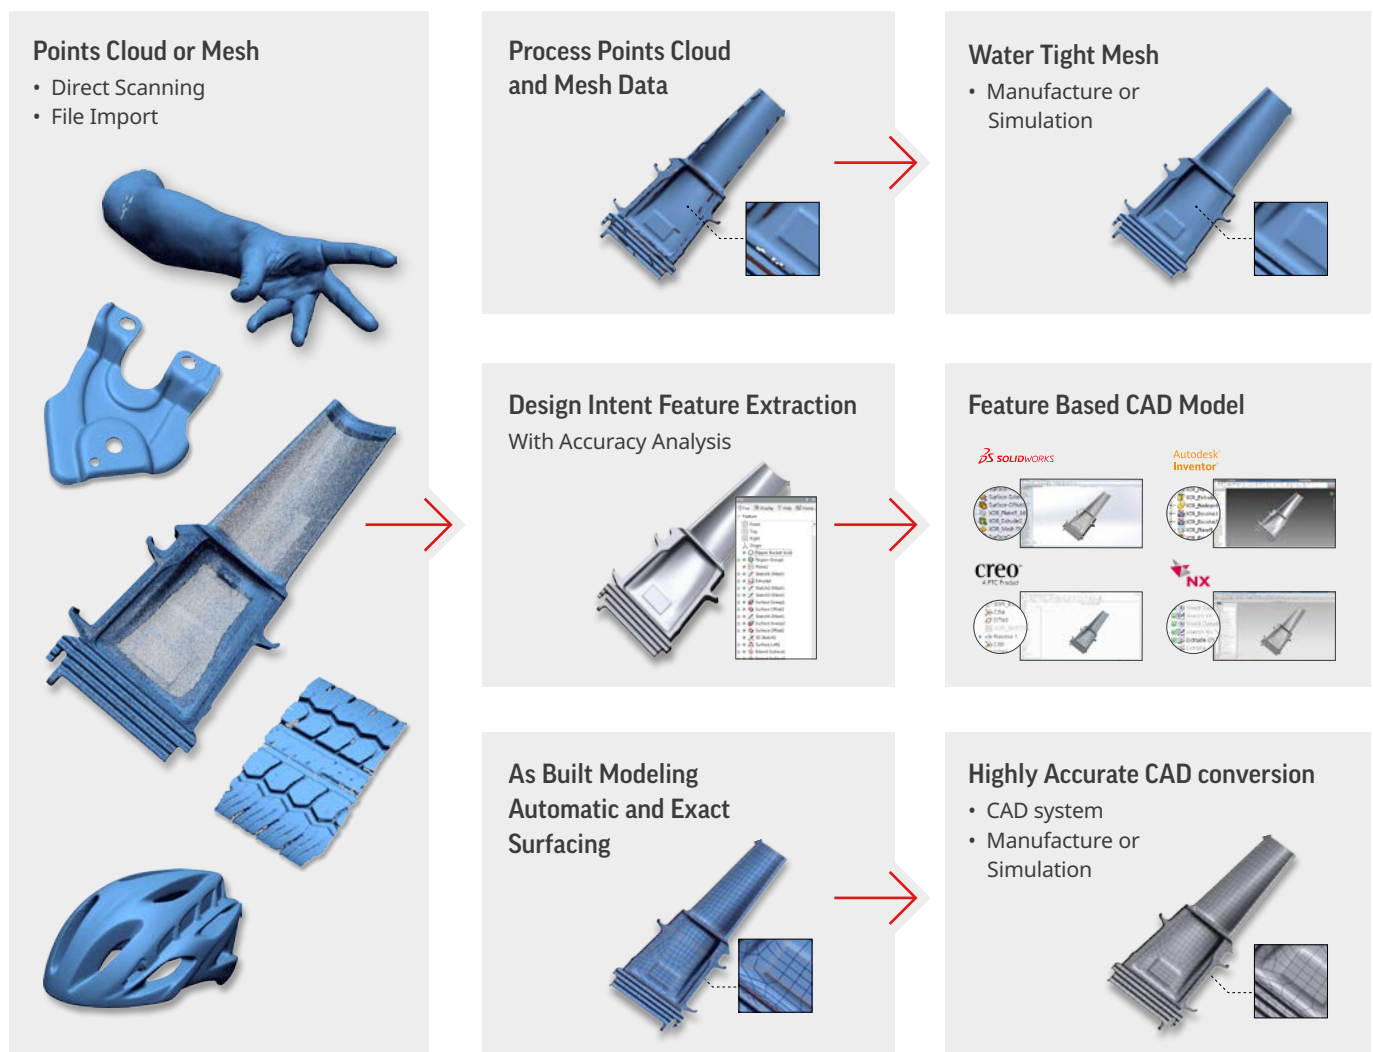 Points Cloud or Mesh
• Direct Scanning
• File Import
Process Points Cloud
and Mesh Data
Water Tight Mesh
• Manufacture or
Simulation
Design Intent Feature Extraction
With Accuracy Analysis
Feature Based CAD Model
SOLIDWORKS
Autodesk
Inventor
creo
A PTC Product
NX
As Built Modeling
Automatic and Exact
Surfacing
Highly Accurate CAD conversion
• CAD system
• Manufacture or
Simulation